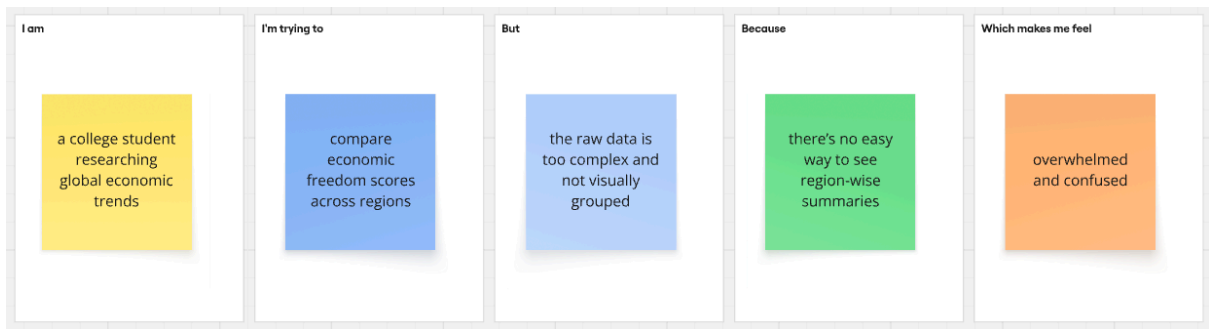 I am
a college student
researching
global economic
trends
I'm trying to
compare
economic
freedom scores
across regions
But
the raw data is
too complex and
not visually
grouped
Because
there's no easy
way to see
region-wise
summaries
Which makes me feel
overwhelmed
and confused